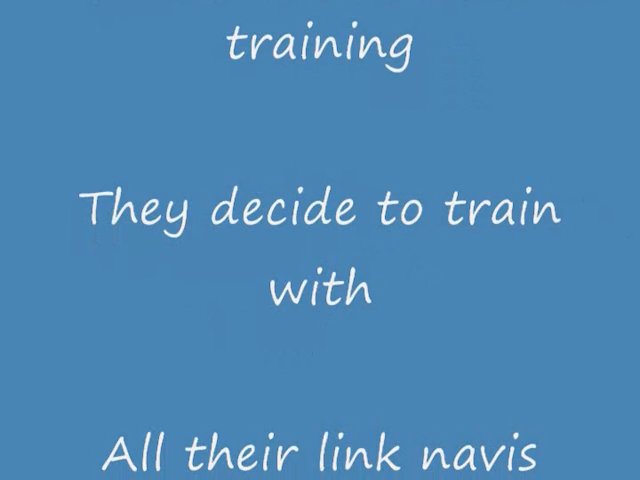 training
They decide to train
with
All their link navis